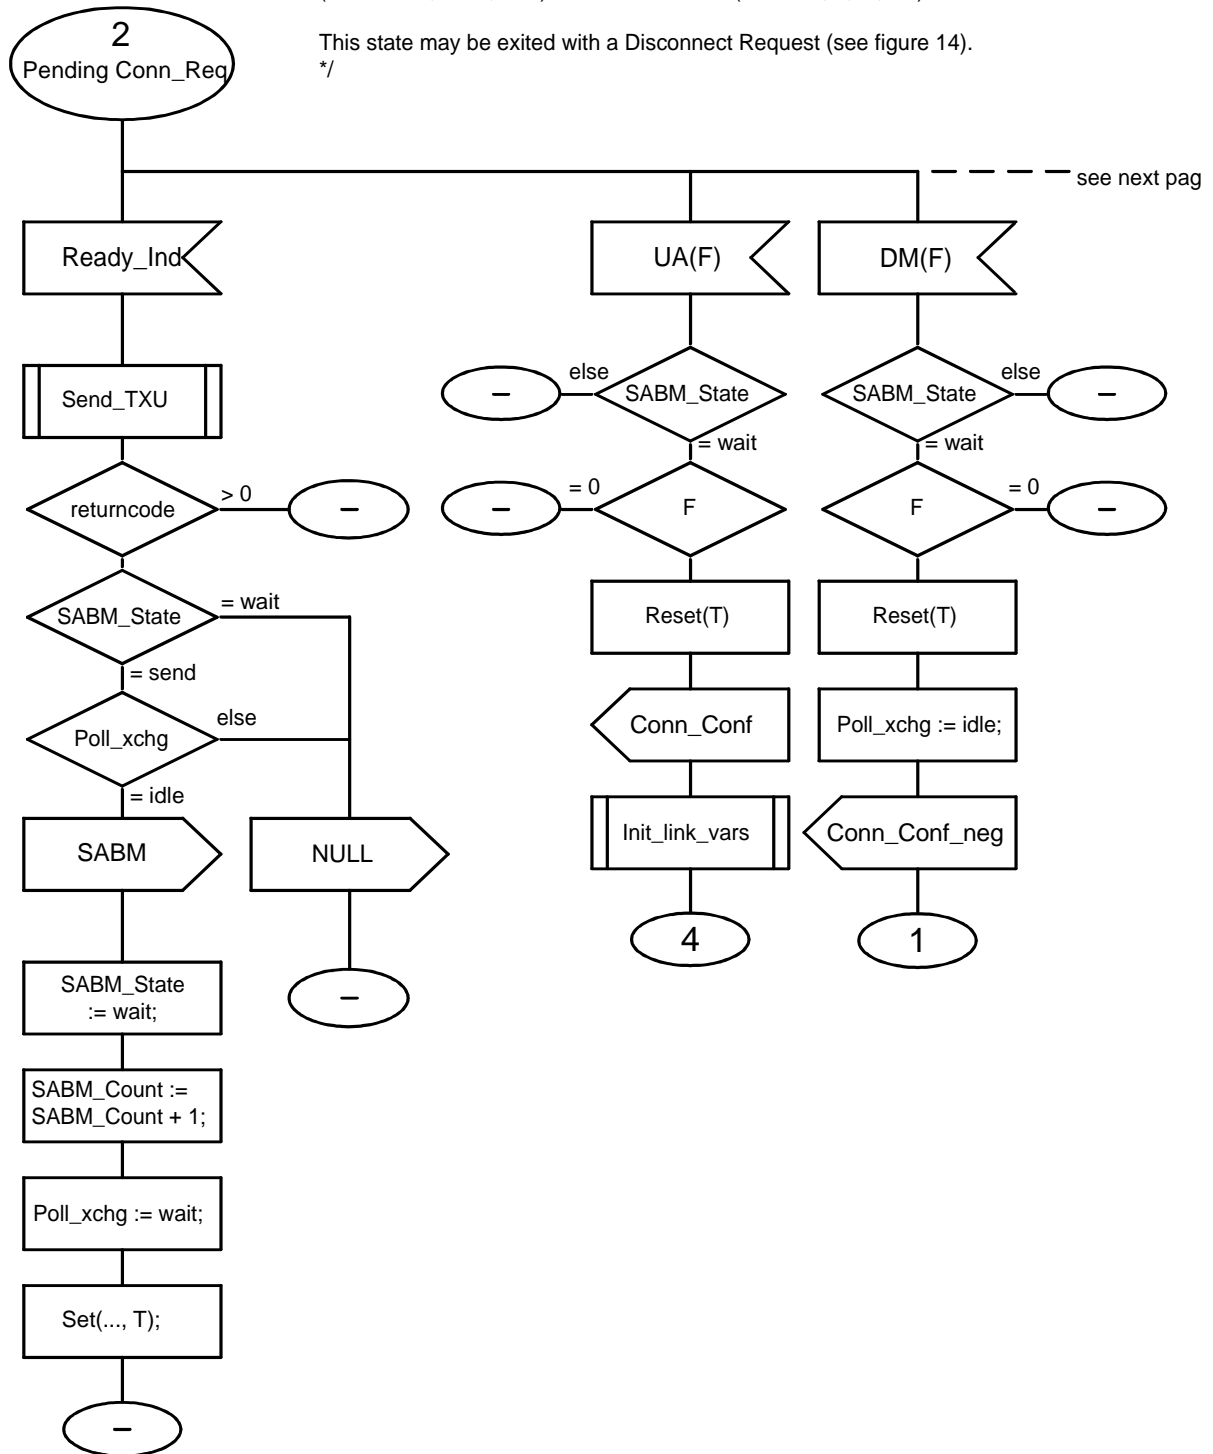 2
Pending Conn_Req
This state may be exited with a Disconnect Request (see figure 14).
*/
see next pag
Ready_Ind
UA(F)
DM(F)
Send_TXU
else
SABM_State
= wait
SABM_State
else
= wait
returncode
> 0
–
–
–
= 0
F
–
F
= 0
–
–
SABM_State
= wait
= send
Reset(T)
Reset(T)
Poll_xchg
else
= idle
Conn_Conf
Poll_xchg := idle;
SABM
NULL
Init_link_vars
Conn_Conf_neg
4
1
SABM_State
:= wait;
–
SABM_Count :=
SABM_Count + 1;
Poll_xchg := wait;
Set(..., T);
–